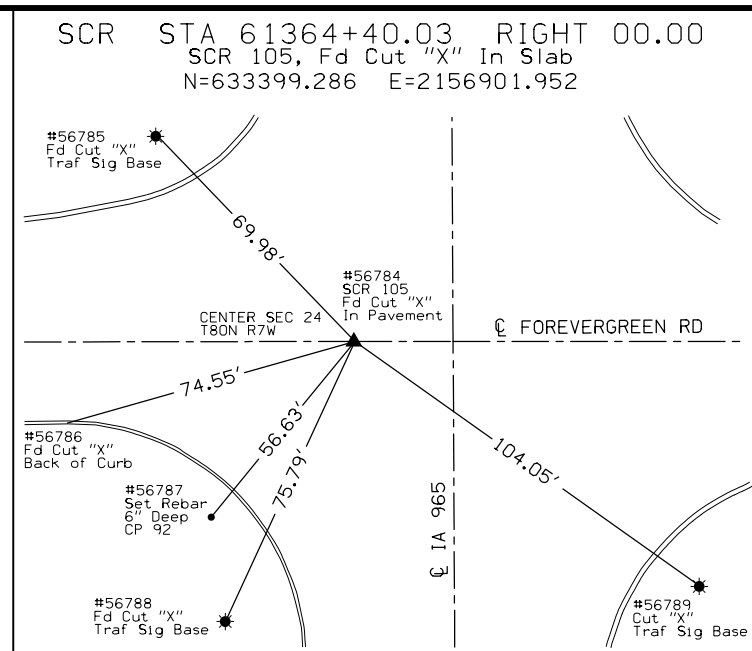 SCR STA 61364+40.03 RIGHT 00.00
SCR 105, Fd Cut "X" In Slab
N=633399.286 E=2156901.952
#56785
Fd Cut "X"
Traf Sig Base
69.98'
#56784
SCR 105
Fd Cut "X"
In Pavement
CENTER SEC 24
T80N R7W
℄ FOREVERGREEN RD
74.55'
56.63'
75.79'
104.05'
#56786
Fd Cut "X"
Back of Curb
#56787
Set Rebar
6" Deep
CP 92
℄ IA 965
#56788
Fd Cut "X"
Traf Sig Base
#56789
Cut "X"
Traf Sig Base